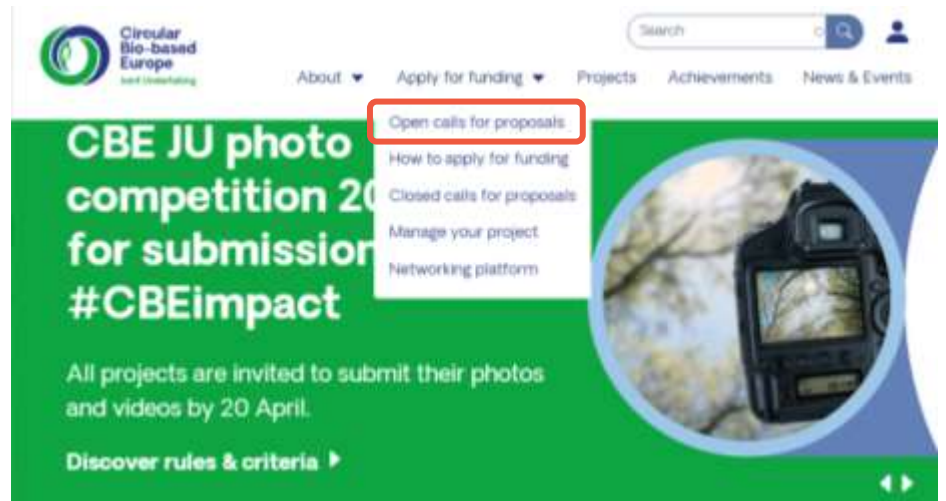 Circular
Bio-based
Europe
Joint Undertaking
Search
About
Apply for funding
Projects
Achievements
News & Events
Open calls for proposals
How to apply for funding
Closed calls for proposals
Manage your project
Networking platform
CBE JU photo
competition 20
for submission
#CBEimpact
All projects are invited to submit their photos
and videos by 20 April.
Discover rules & criteria